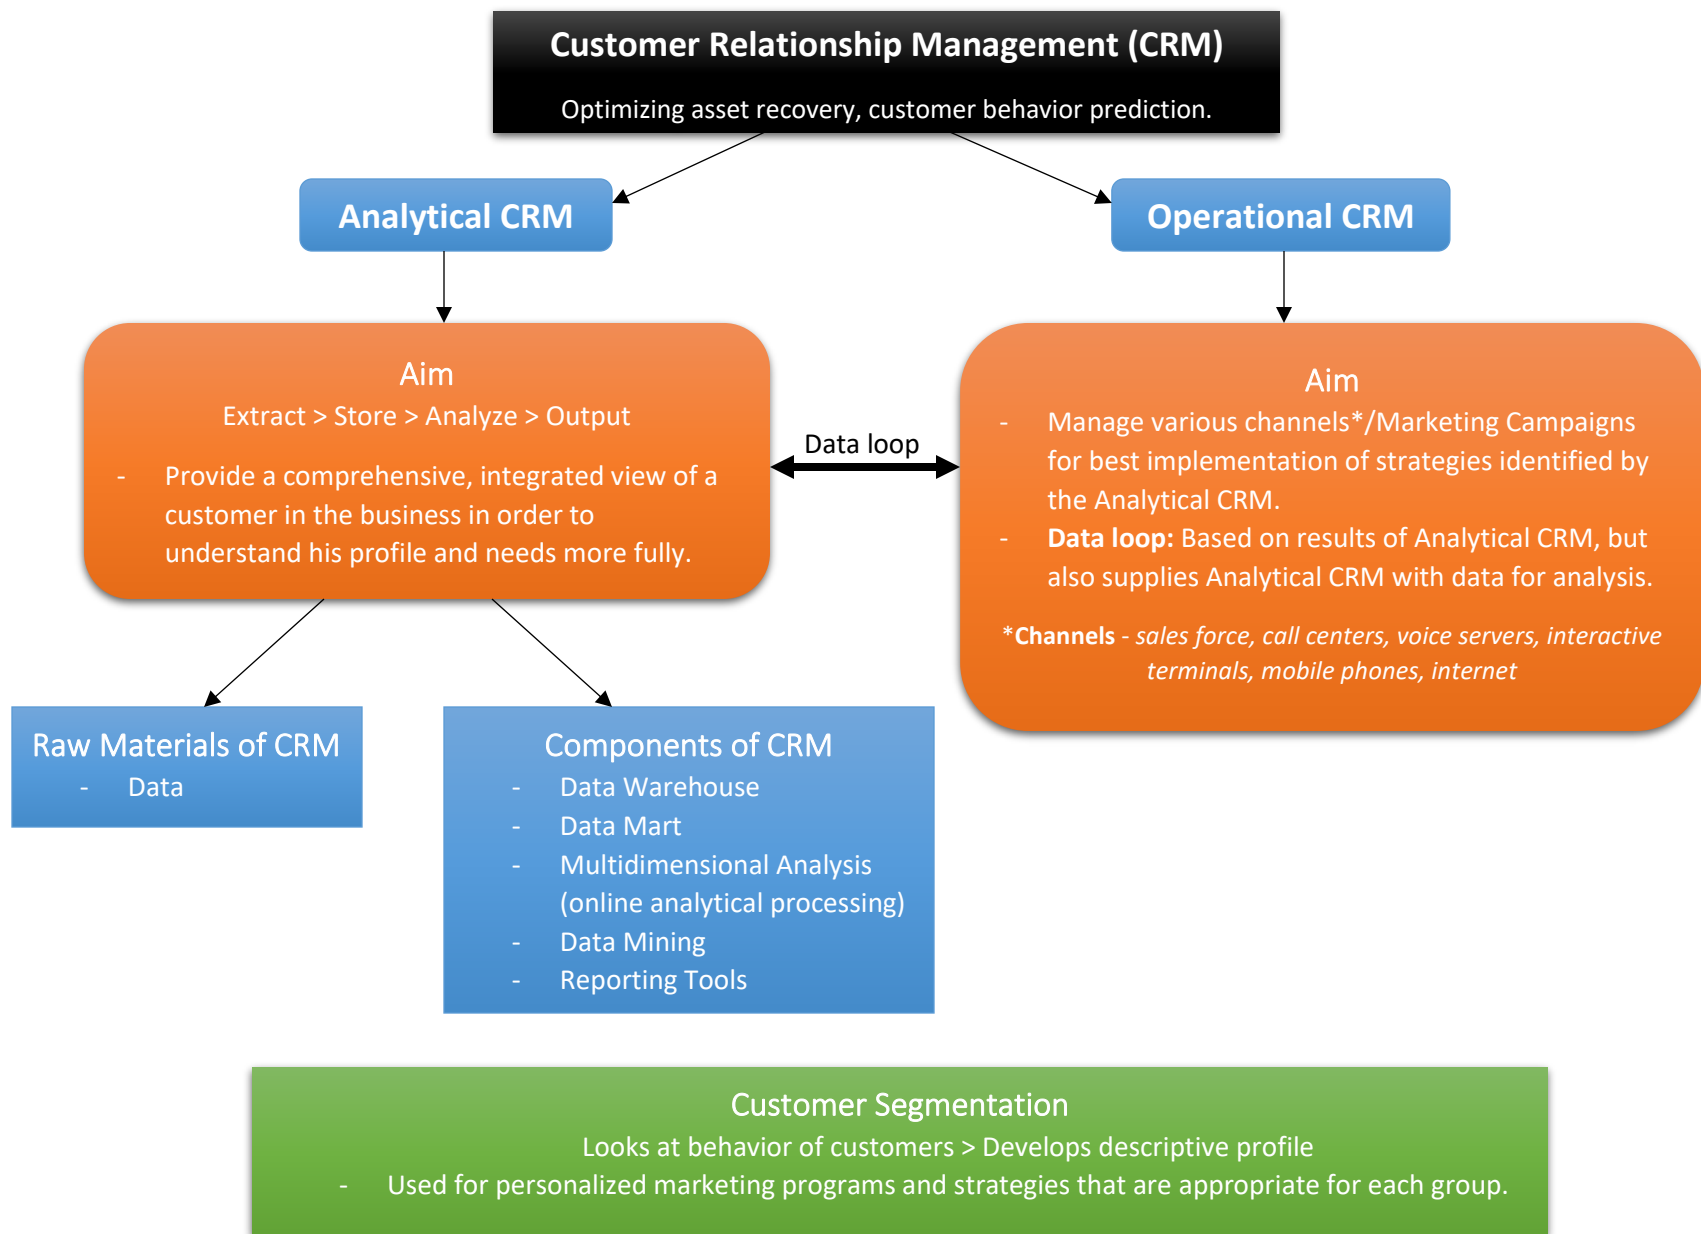 Customer Relationship Management (CRM)
Optimizing asset recovery, customer behavior prediction.
Analytical CRM
Operational CRM
Aim
Extract > Store > Analyze > Output
- Provide a comprehensive, integrated view of a
customer in the business in order to
understand his profile and needs more fully.
Data loop
Aim
- Manage various channels*/Marketing Campaigns
for best implementation of strategies identified by
the Analytical CRM.
- Data loop: Based on results of Analytical CRM, but
also supplies Analytical CRM with data for analysis.
*Channels - sales force, call centers, voice servers, interactive
terminals, mobile phones, internet
Raw Materials of CRM
- Data
Components of CRM
- Data Warehouse
- Data Mart
- Multidimensional Analysis
(online analytical processing)
- Data Mining
- Reporting Tools
Customer Segmentation
Looks at behavior of customers > Develops descriptive profile
- Used for personalized marketing programs and strategies that are appropriate for each group.